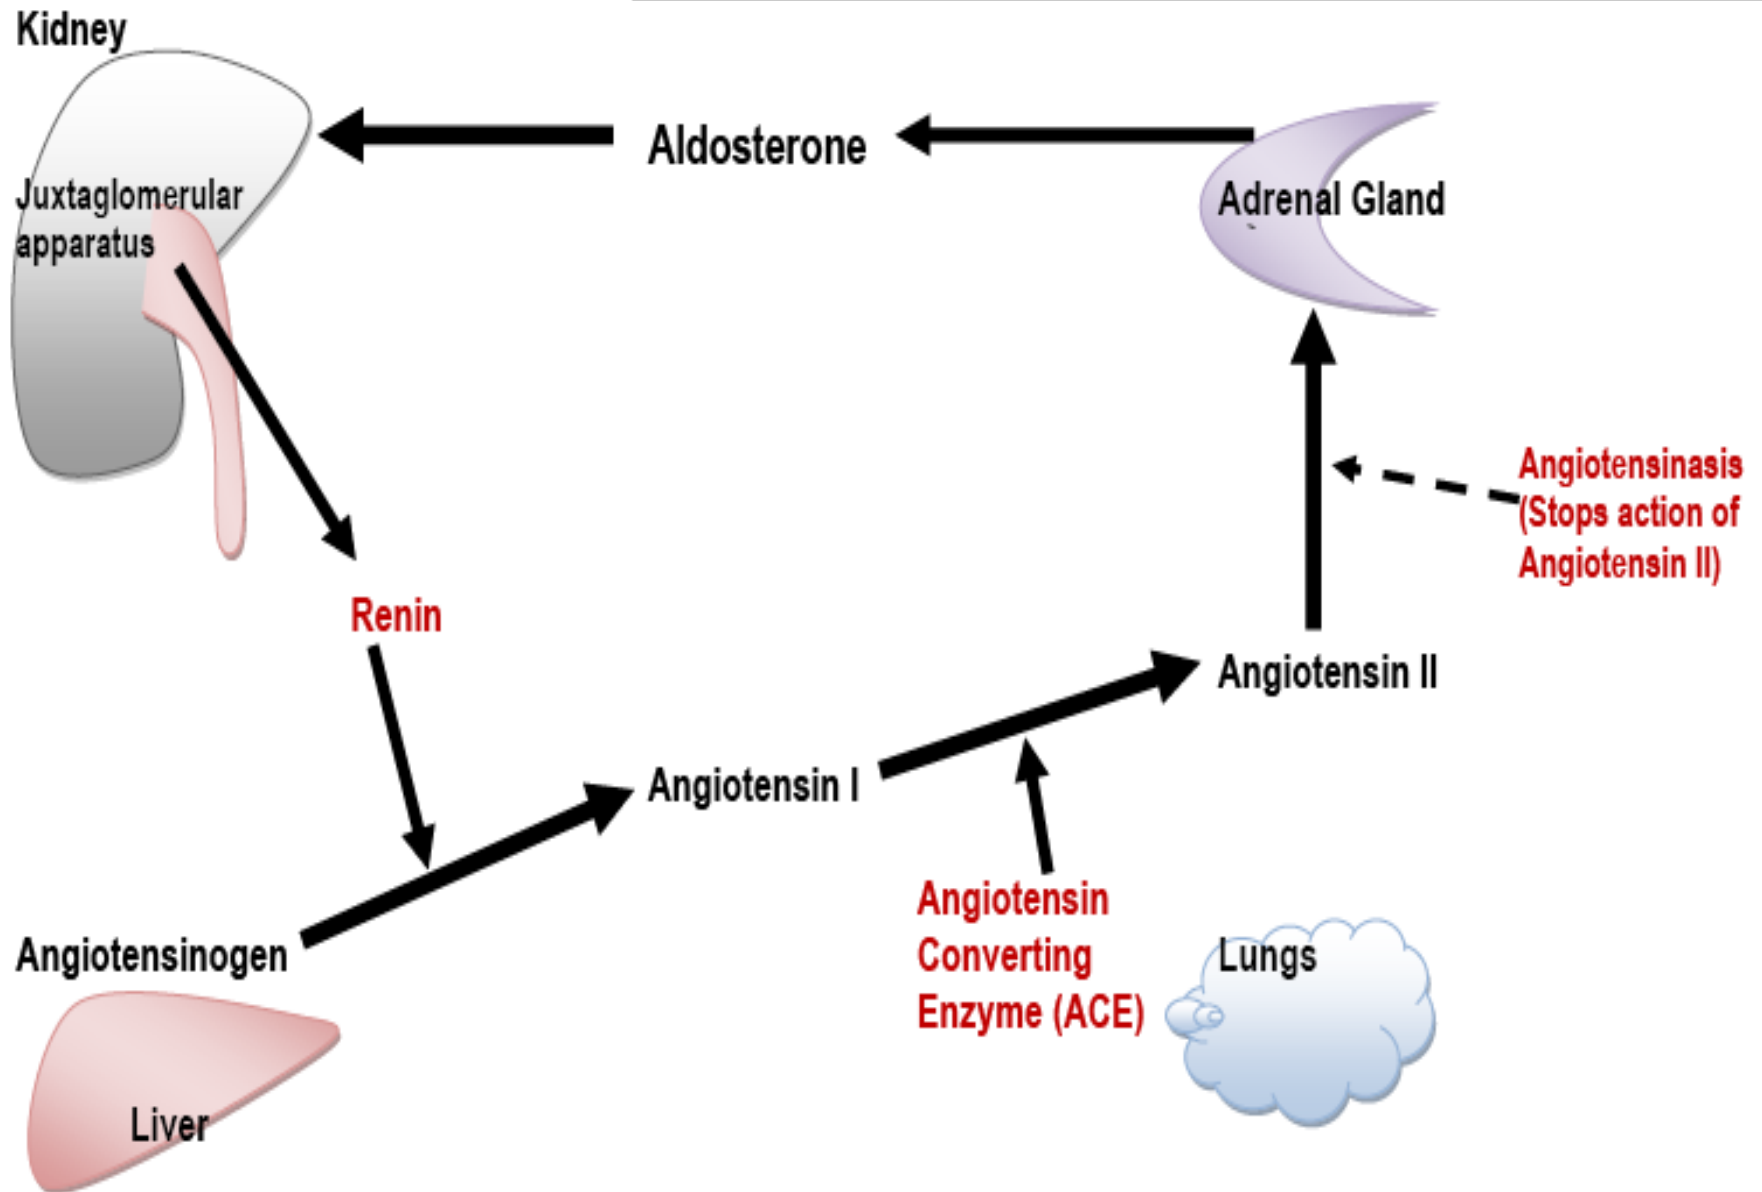 Kidney
Aldosterone
Juxtaglomerular
apparatus
Adrenal Gland
Angiotensinasis
(Stops action of
Angiotensin II)
Renin
Angiotensin II
Angiotensin I
Angiotensin
Converting
Enzyme (ACE)
Angiotensinogen
Lungs
Liver